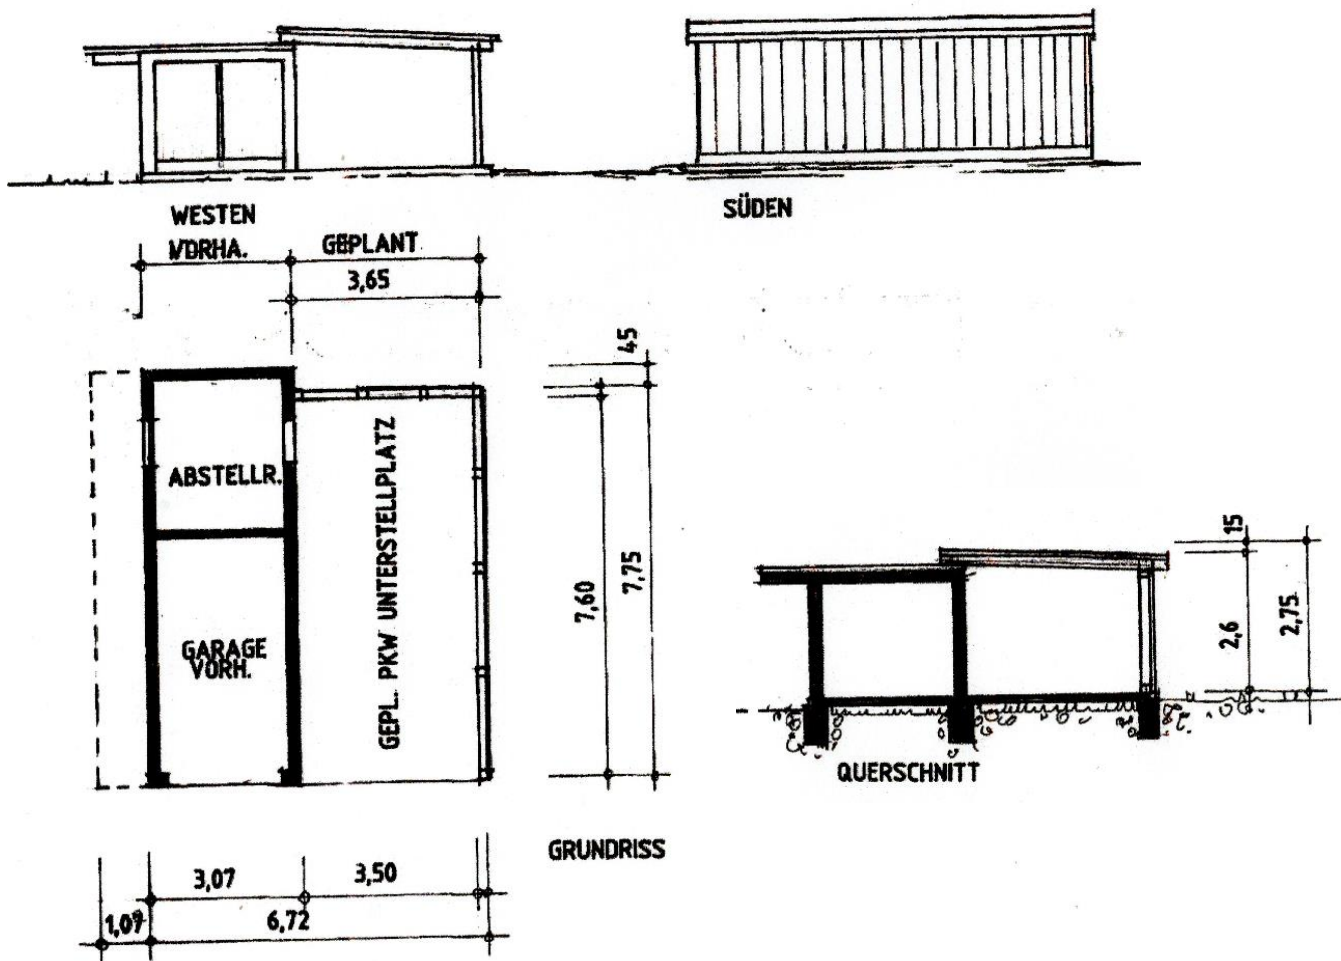 WESTEN
SÜDEN
VORHA.
GEPLANT
3,65
45
ABSTELLR.
GARAGE
VORH.
GEPL. PKW UNTERSTELLPLATZ
7,60
7,75
15
2,6
2,75
QUERSCHNITT
GRUNDRISS
3,07
3,50
1,07
6,72